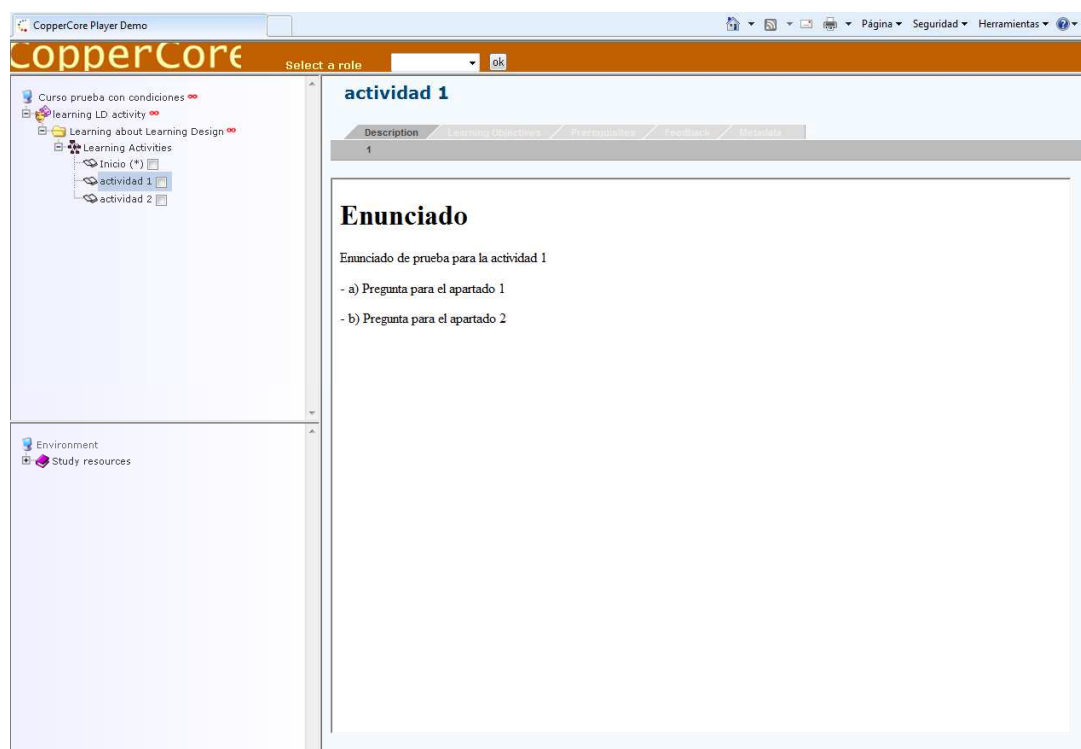 CopperCore Player Demo
Página Seguridad Herramientas
CopperCore
Select a role ok
Curso prueba con condiciones
learning LD activity
Learning about Learning Design
Learning Activities
Inicio (*)
actividad 1
actividad 2
Environment
Study resources
actividad 1
Description Learning Objectives Prerequisites Feedback Metadata
1
Enunciado
Enunciado de prueba para la actividad 1
- a) Pregunta para el apartado 1
- b) Pregunta para el apartado 2